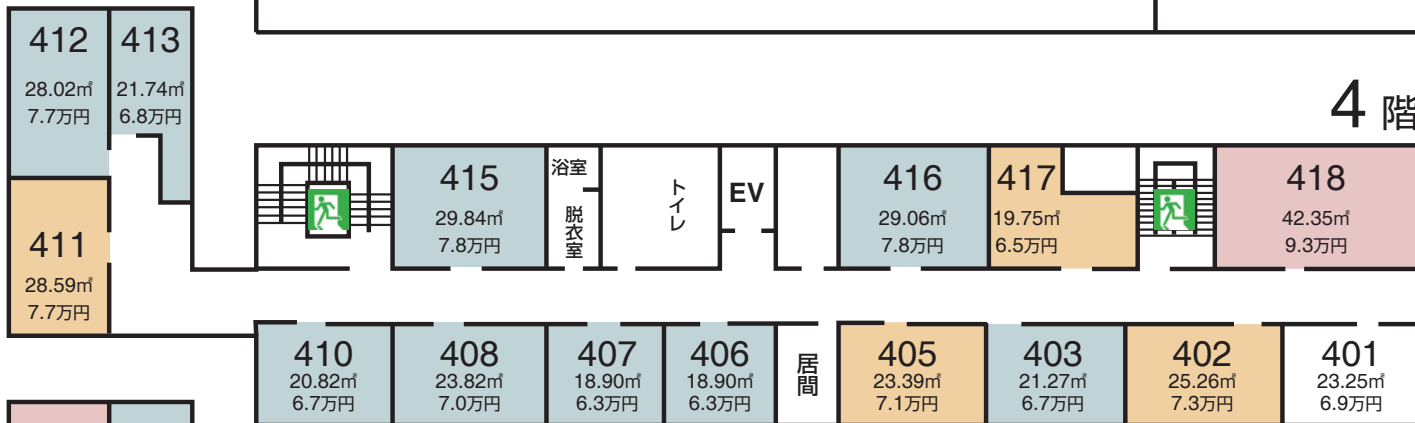 4 階
412
28.02㎡
7.7万円
413
21.74㎡
6.8万円
411
28.59㎡
7.7万円
415
29.84㎡
7.8万円
浴室
脱衣室
トイレ
EV
416
29.06㎡
7.8万円
417
19.75㎡
6.5万円
418
42.35㎡
9.3万円
410
20.82㎡
6.7万円
408
23.82㎡
7.0万円
407
18.90㎡
6.3万円
406
18.90㎡
6.3万円
居間
405
23.39㎡
7.1万円
403
21.27㎡
6.7万円
402
25.26㎡
7.3万円
401
23.25㎡
6.9万円